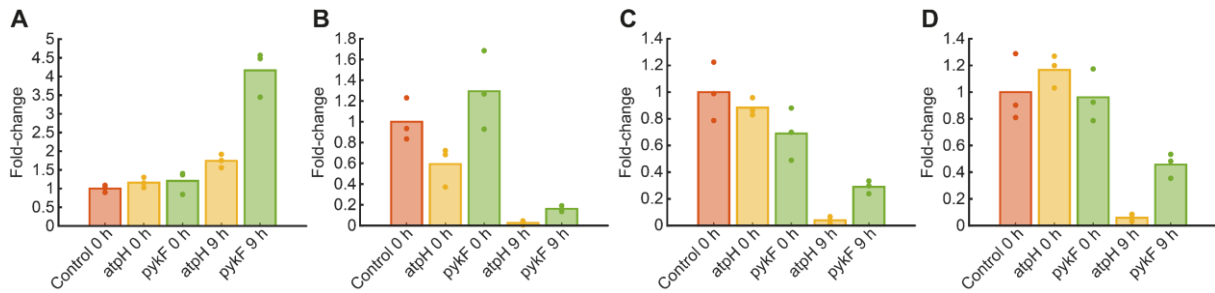 A
Fold-change
5
4.5
4
3.5
3
2.5
2
1.5
1
0.5
0
Control 0 h
atpH 0 h
pykF 0 h
atpH 9 h
pykF 9 h
B
Fold-change
1.8
1.6
1.4
1.2
1
0.8
0.6
0.4
0.2
0
Control 0 h
atpH 0 h
pykF 0 h
atpH 9 h
pykF 9 h
C
Fold-change
1.4
1.2
1
0.8
0.6
0.4
0.2
0
Control 0 h
atpH 0 h
pykF 0 h
atpH 9 h
pykF 9 h
D
Fold-change
1.4
1.2
1
0.8
0.6
0.4
0.2
0
Control 0 h
atpH 0 h
pykF 0 h
atpH 9 h
pykF 9 h